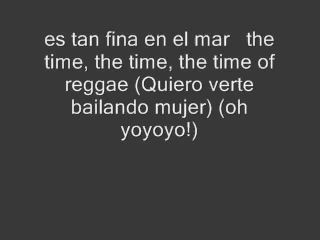 es tan fina en el mar   the
time, the time, the time of
reggae (Quiero verte
bailando mujer) (oh
yoyoyo!)